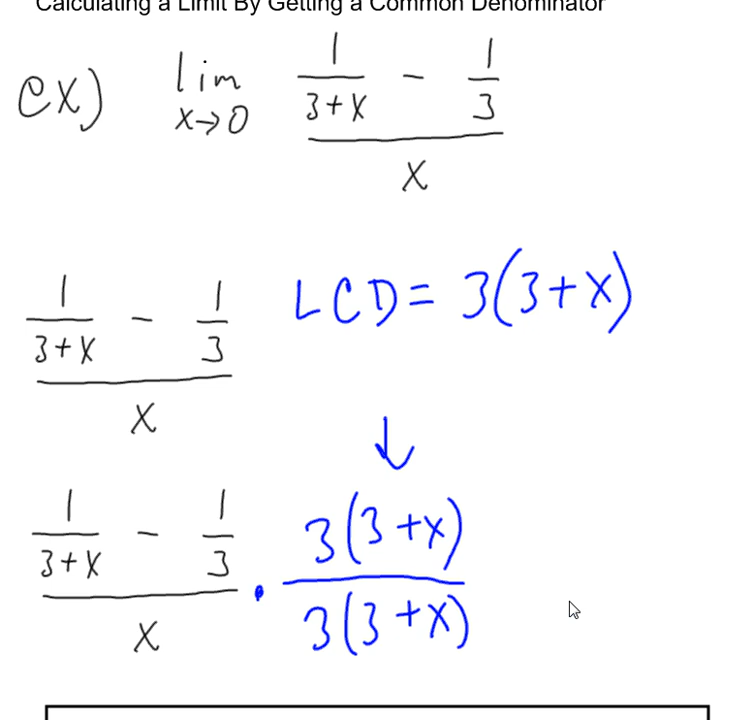 Calculating a Limit By Getting a Common Denominator
ex) lim x→0 (1/(3+x) - 1/3)/x
(1/(3+x) - 1/3)/x LCD = 3(3+x)
↓
(1/(3+x) - 1/3)/x · 3(3+x)/3(3+x)